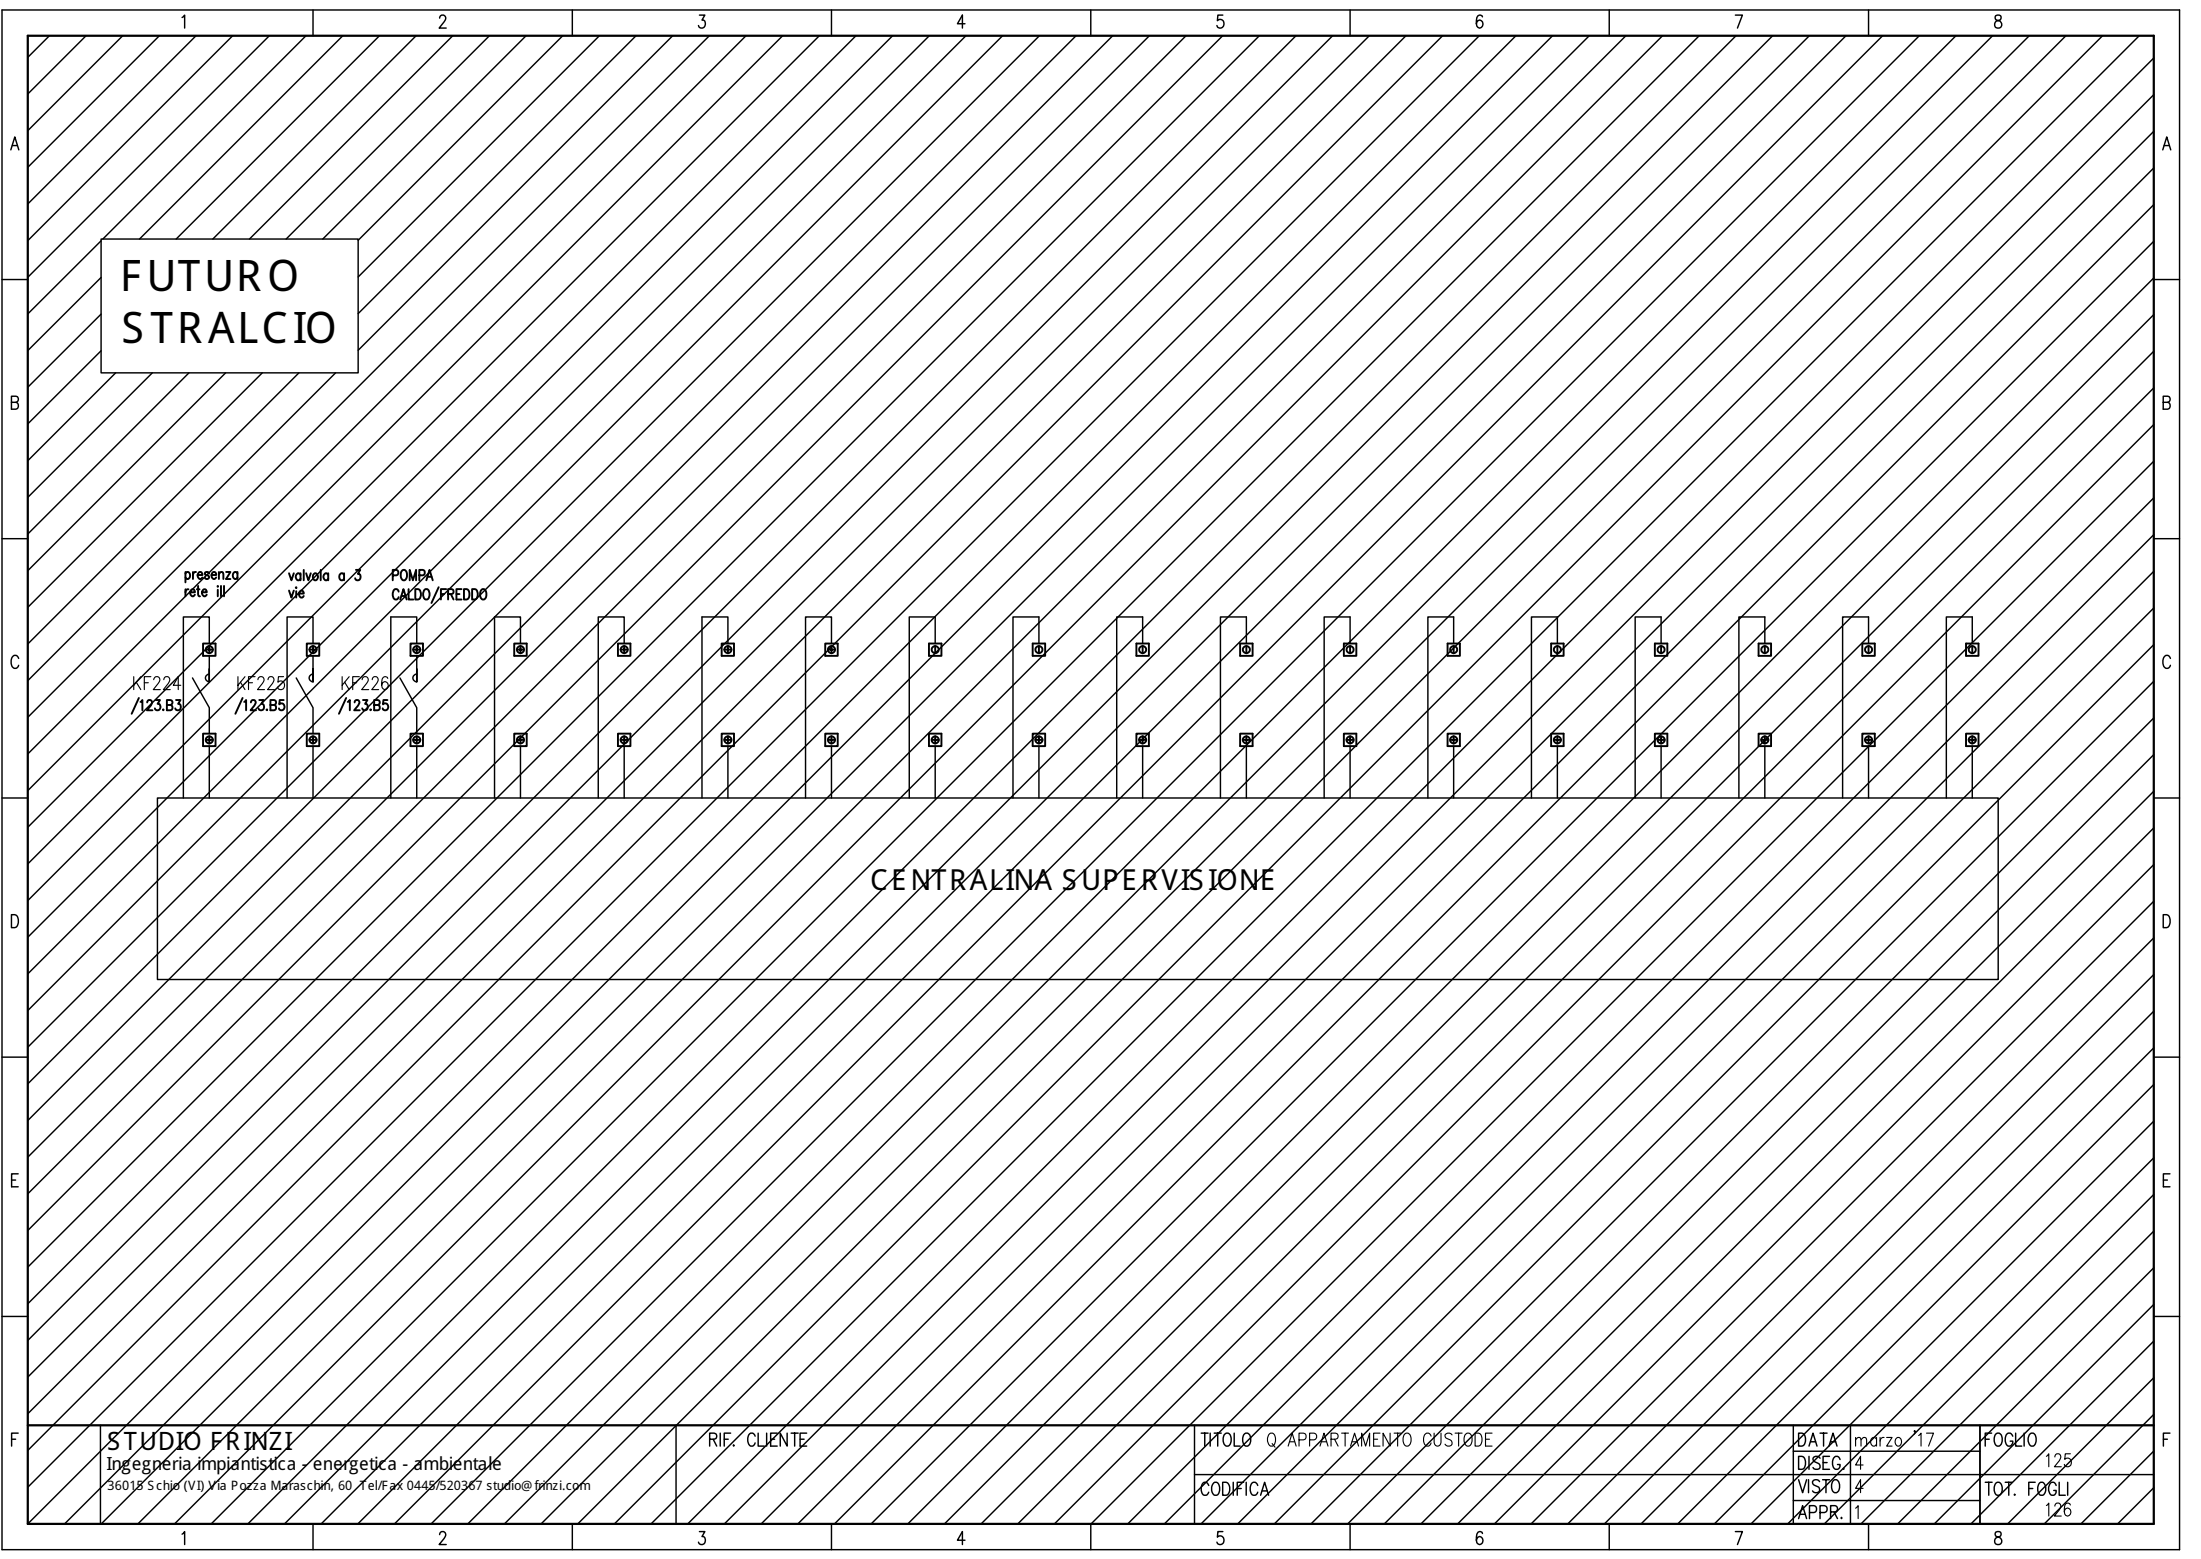 1 2 3 4 5 6 7 8
A A
FUTURO
STRALCIO
B B
presenza
rete ill
valvola a 3
vie
POMPA
CALDO/FREDDO
C C
KF224
/123.B3
KF225
/123.B5
KF226
/123.B5
CENTRALINA SUPERVISIONE
D D
E E
F F
STUDIO FRINZI
Ingegneria impiantistica - energetica - ambientale
36015 Schio (VI) Via Pozza Maraschin, 60 Tel/Fax 0445/520367 studio@frinzi.com
RIF. CLIENTE
TITOLO Q APPARTAMENTO CUSTODE
CODIFICA
DATA marzo '17
DISEG. 4
VISTO 4
APPR. 1
FOGLIO
125
TOT. FOGLI
126
1 2 3 4 5 6 7 8